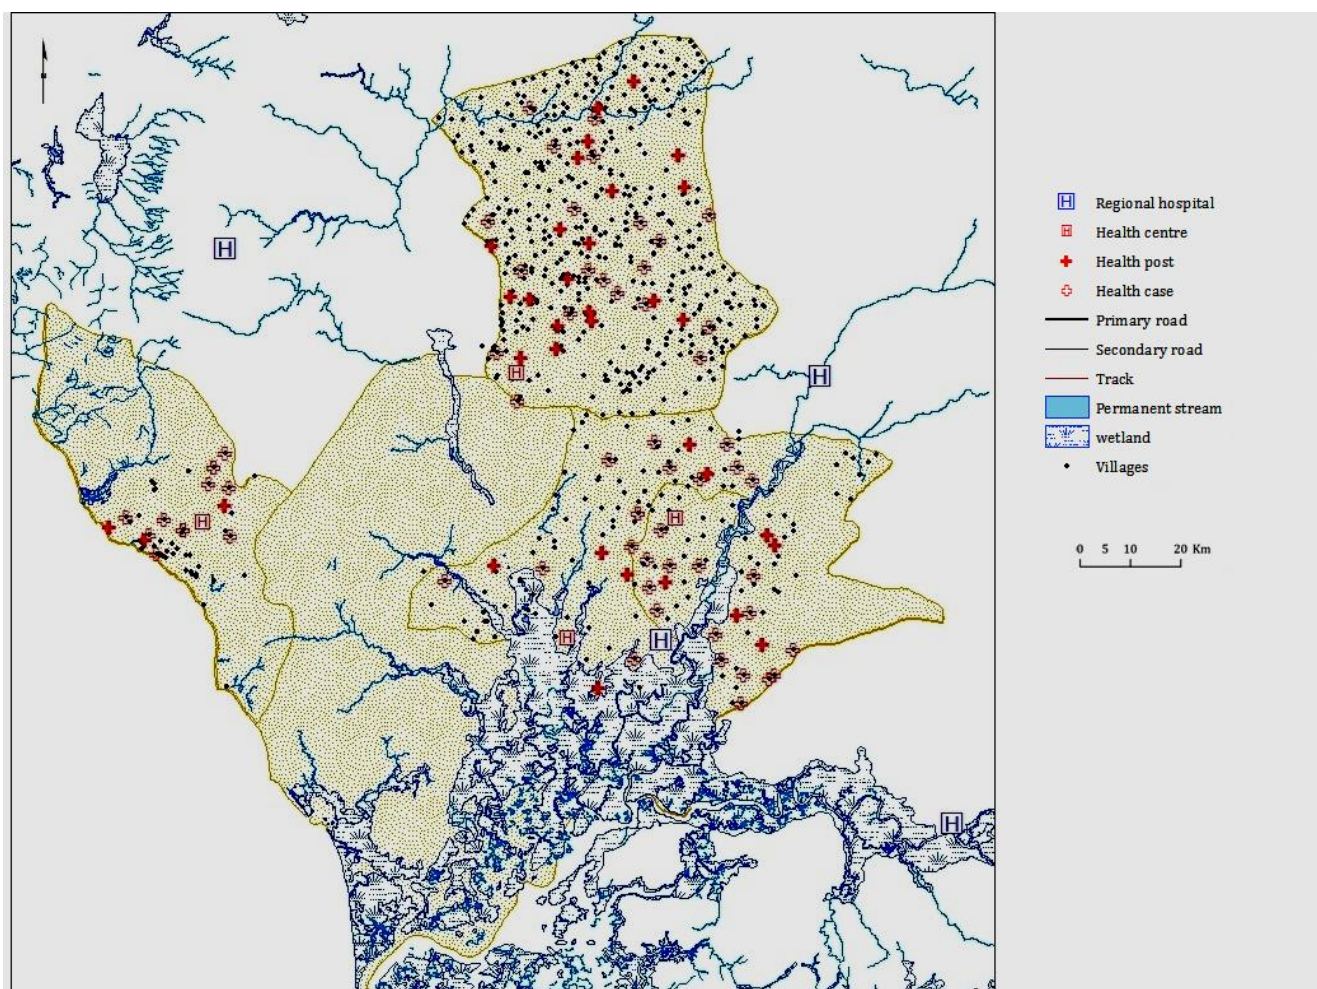 H
H
H
H
H
H
H
H
H Regional hospital
H Health centre
Health post
Health case
Primary road
Secondary road
Track
Permanent stream
wetland
Villages
0 5 10 20 Km